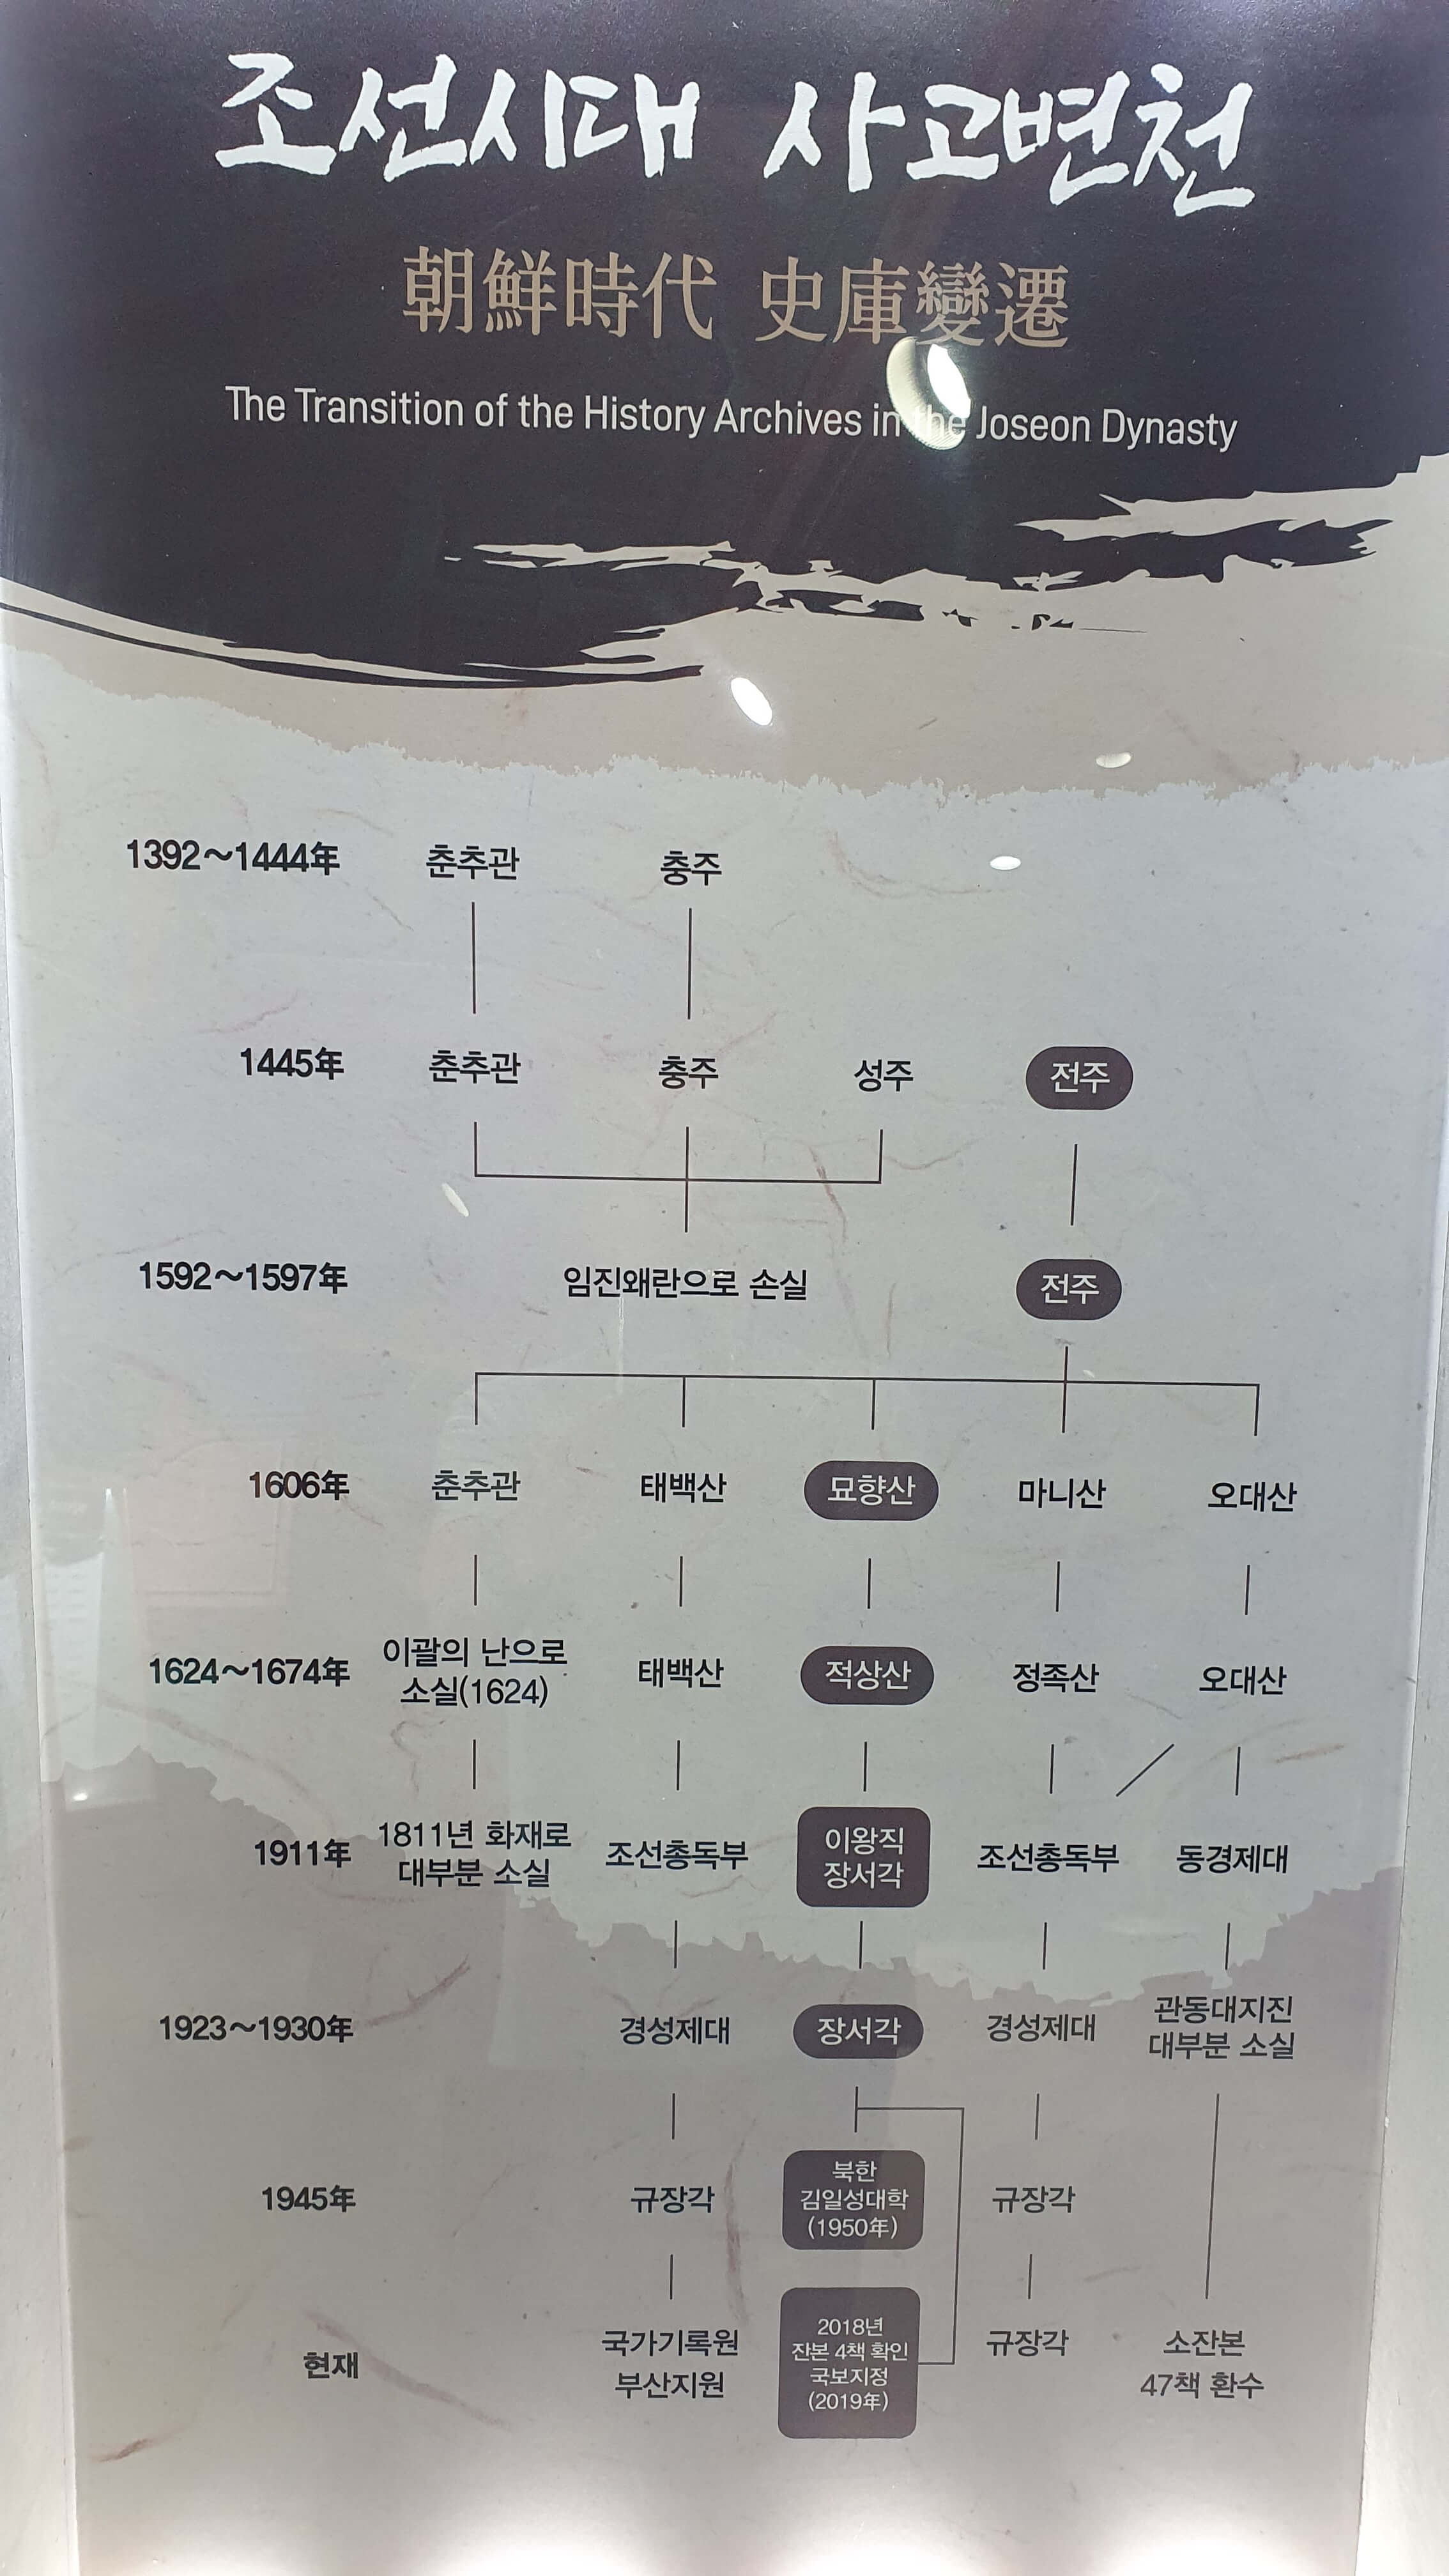 조선시대 사고변천
朝鮮時代 史庫變遷
The Transition of the History Archives in the Joseon Dynasty
1392~1444年 춘추관 충주
1445年 춘추관 충주 성주 전주
1592~1597年 임진왜란으로 손실 전주
1606年 춘추관 태백산 묘향산 마니산 오대산
1624~1674年 이괄의 난으로 소실(1624) 태백산 적상산 정족산 오대산
1911年 1811년 화재로 대부분 소실 조선총독부 이왕직 장서각 조선총독부 동경제대
1923~1930年 경성제대 장서각 경성제대 관동대지진 대부분 소실
1945年 규장각 북한 김일성대학 (1950年) 규장각
현재 국가기록원 부산지원 2018년 잔본 4책 확인 국보지정 (2019年) 규장각 소잔본 47책 환수